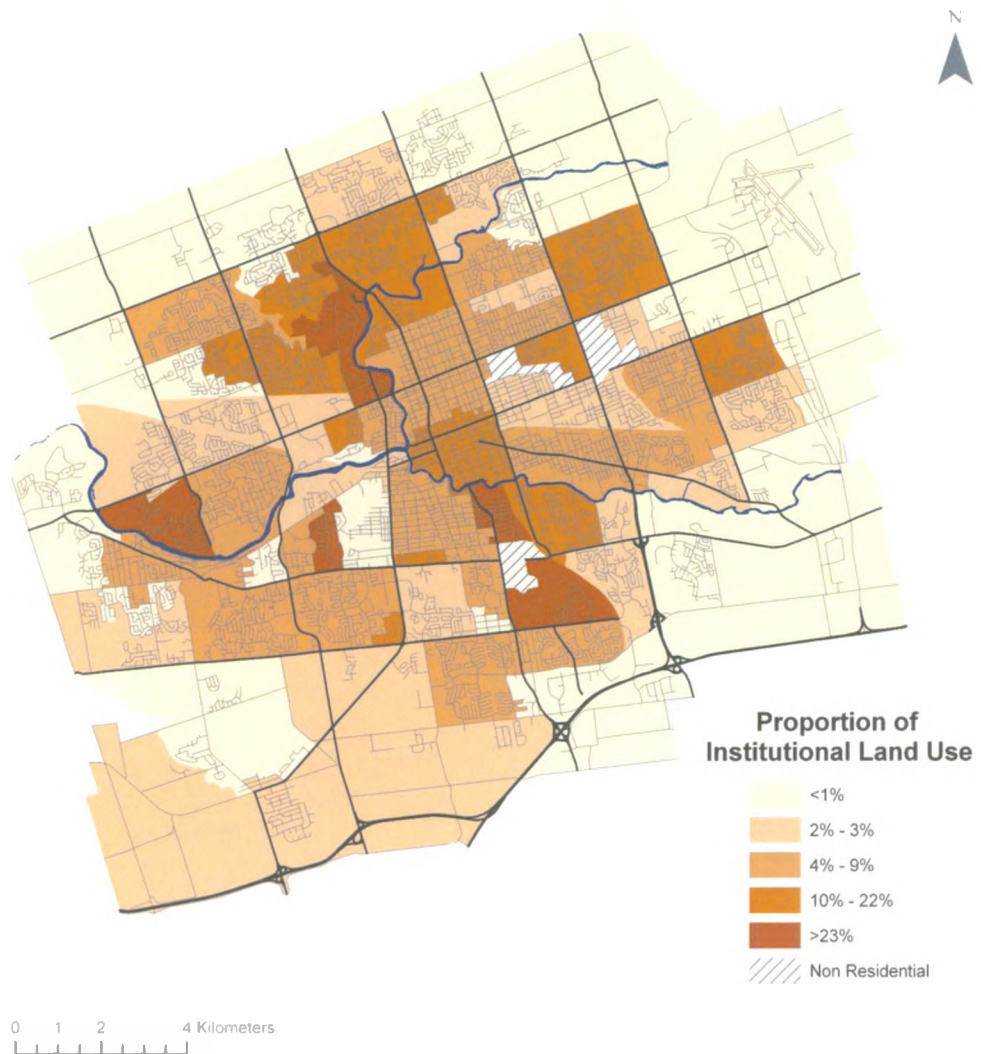 N
Proportion of
Institutional Land Use
<1%
2% - 3%
4% - 9%
10% - 22%
>23%
Non Residential
0 1 2 4 Kilometers